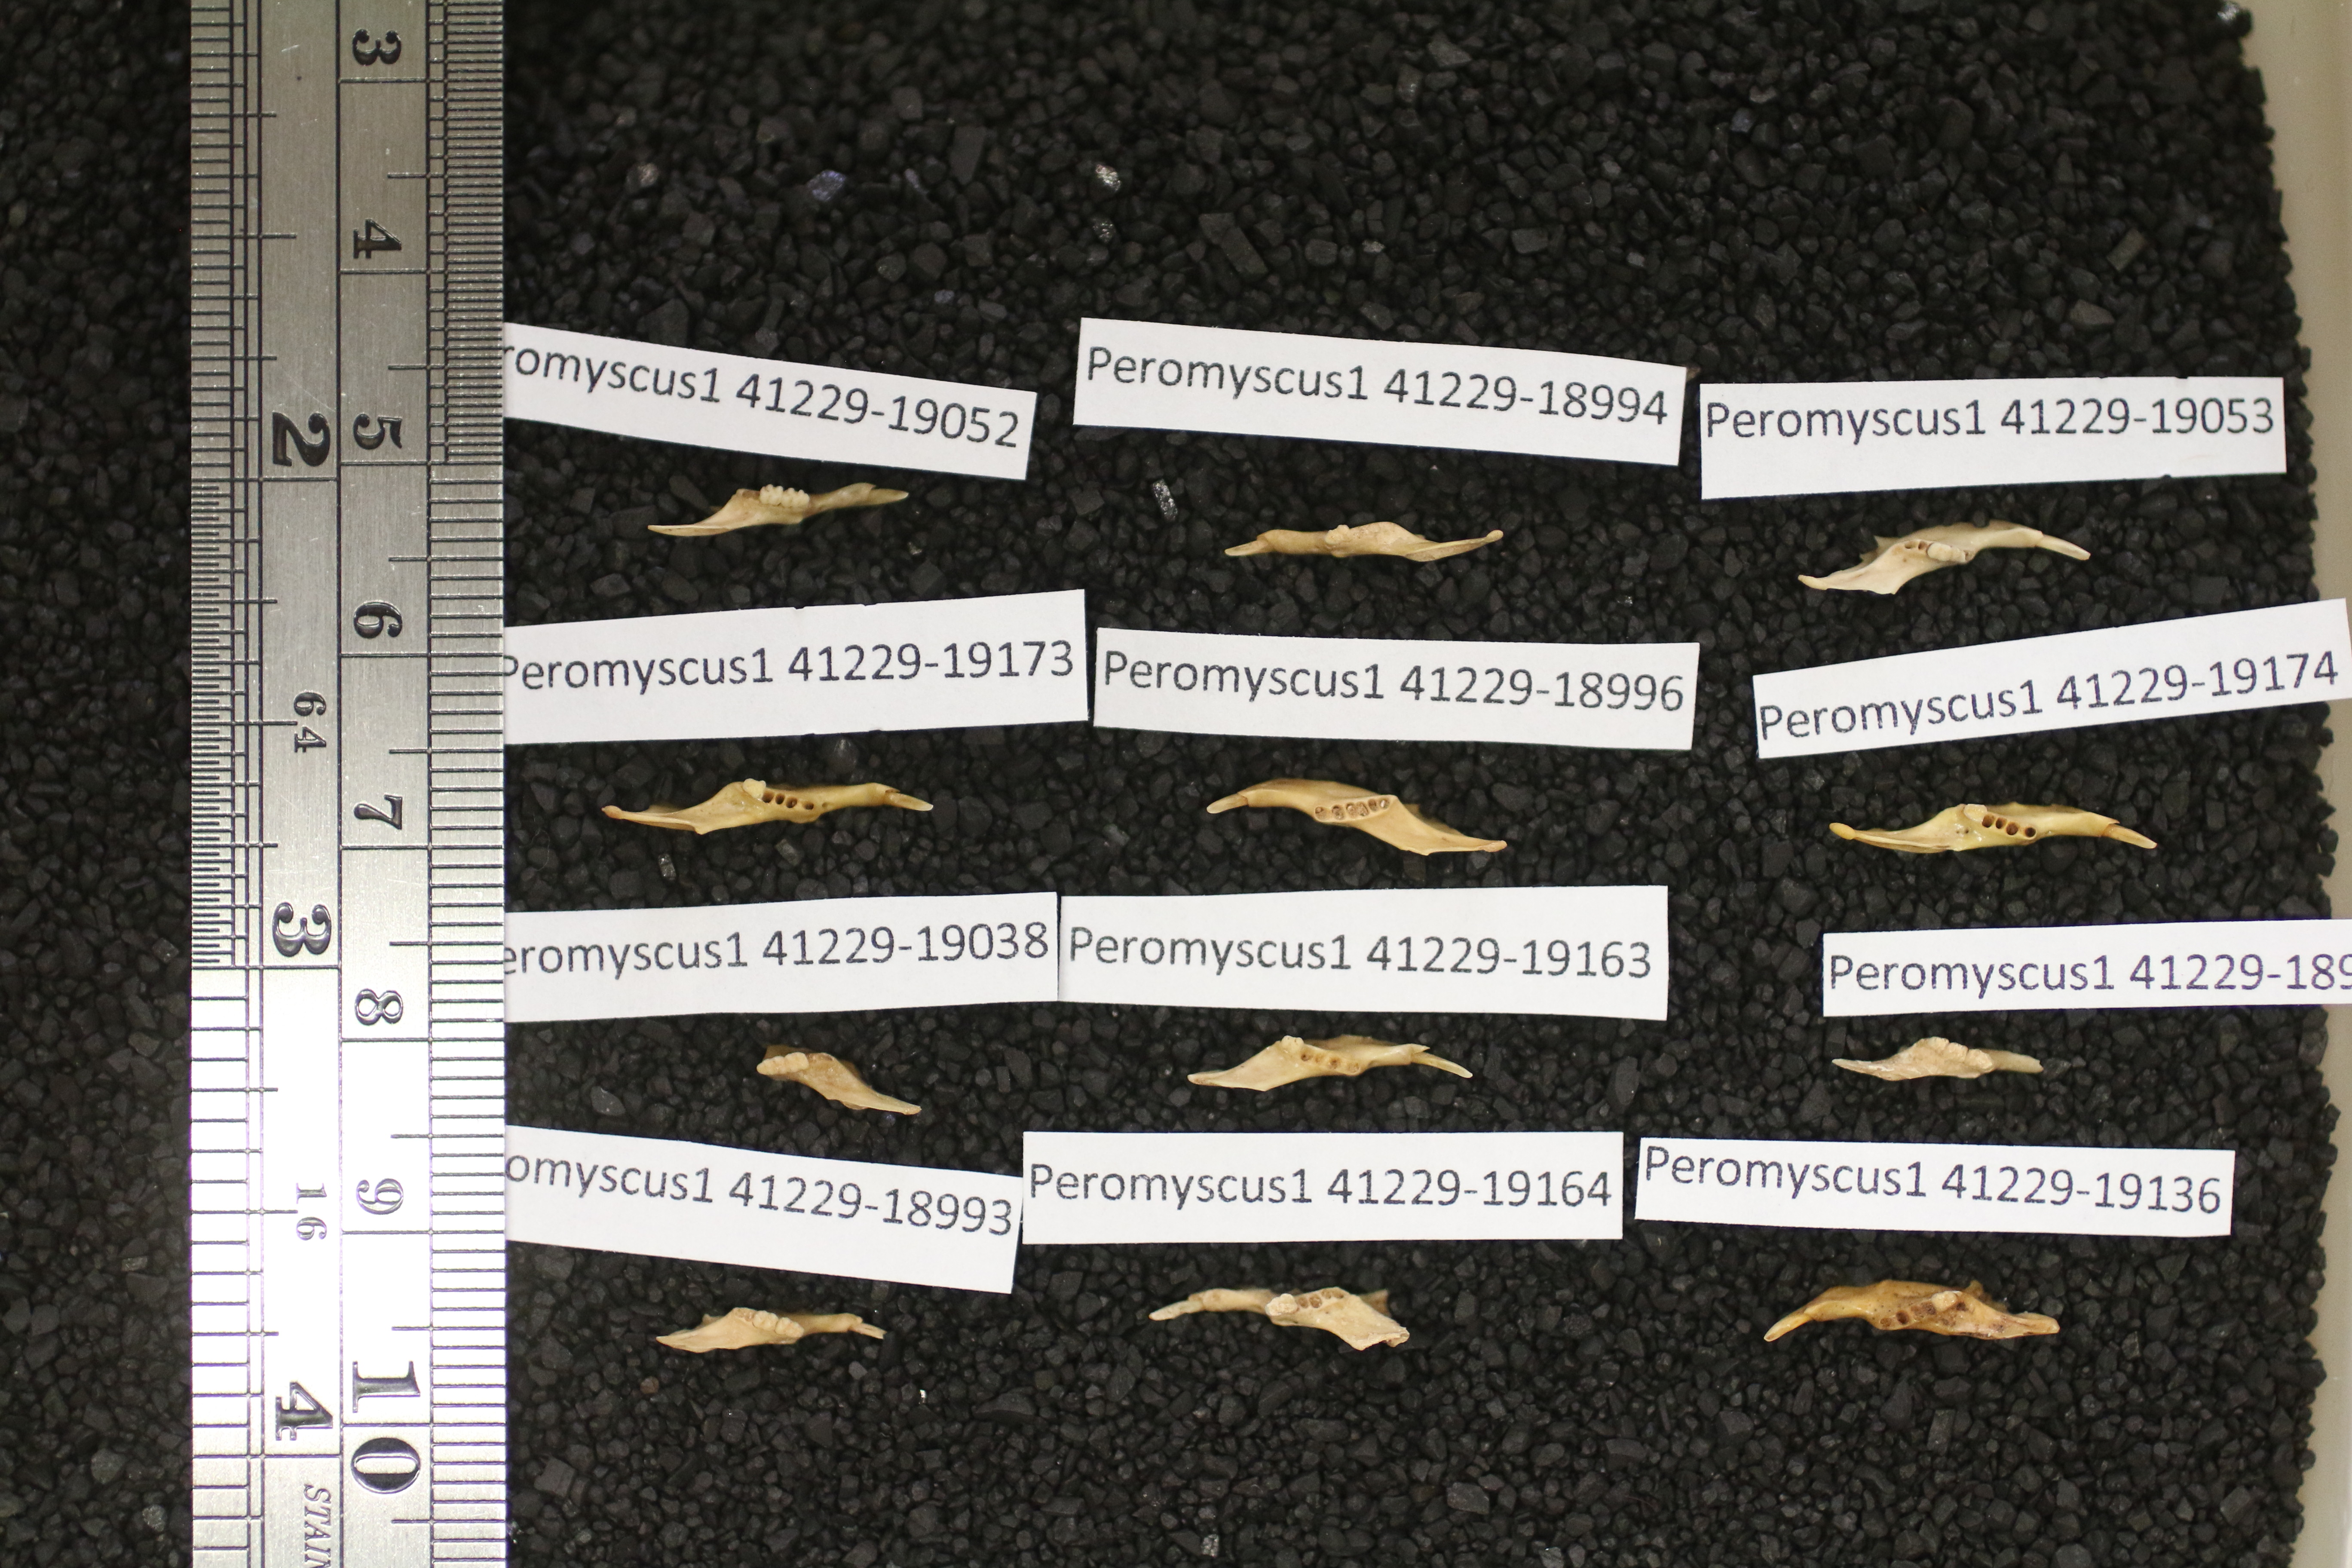 3
4
5
6
7
8
9
10
2
64
3
16
4
romyscus1 41229-19052
Peromyscus1 41229-18994
Peromyscus1 41229-19053
Peromyscus1 41229-19173
Peromyscus1 41229-18996
Peromyscus1 41229-19174
eromyscus1 41229-19038
Peromyscus1 41229-19163
Peromyscus1 41229-189
omyscus1 41229-18993
Peromyscus1 41229-19164
Peromyscus1 41229-19136